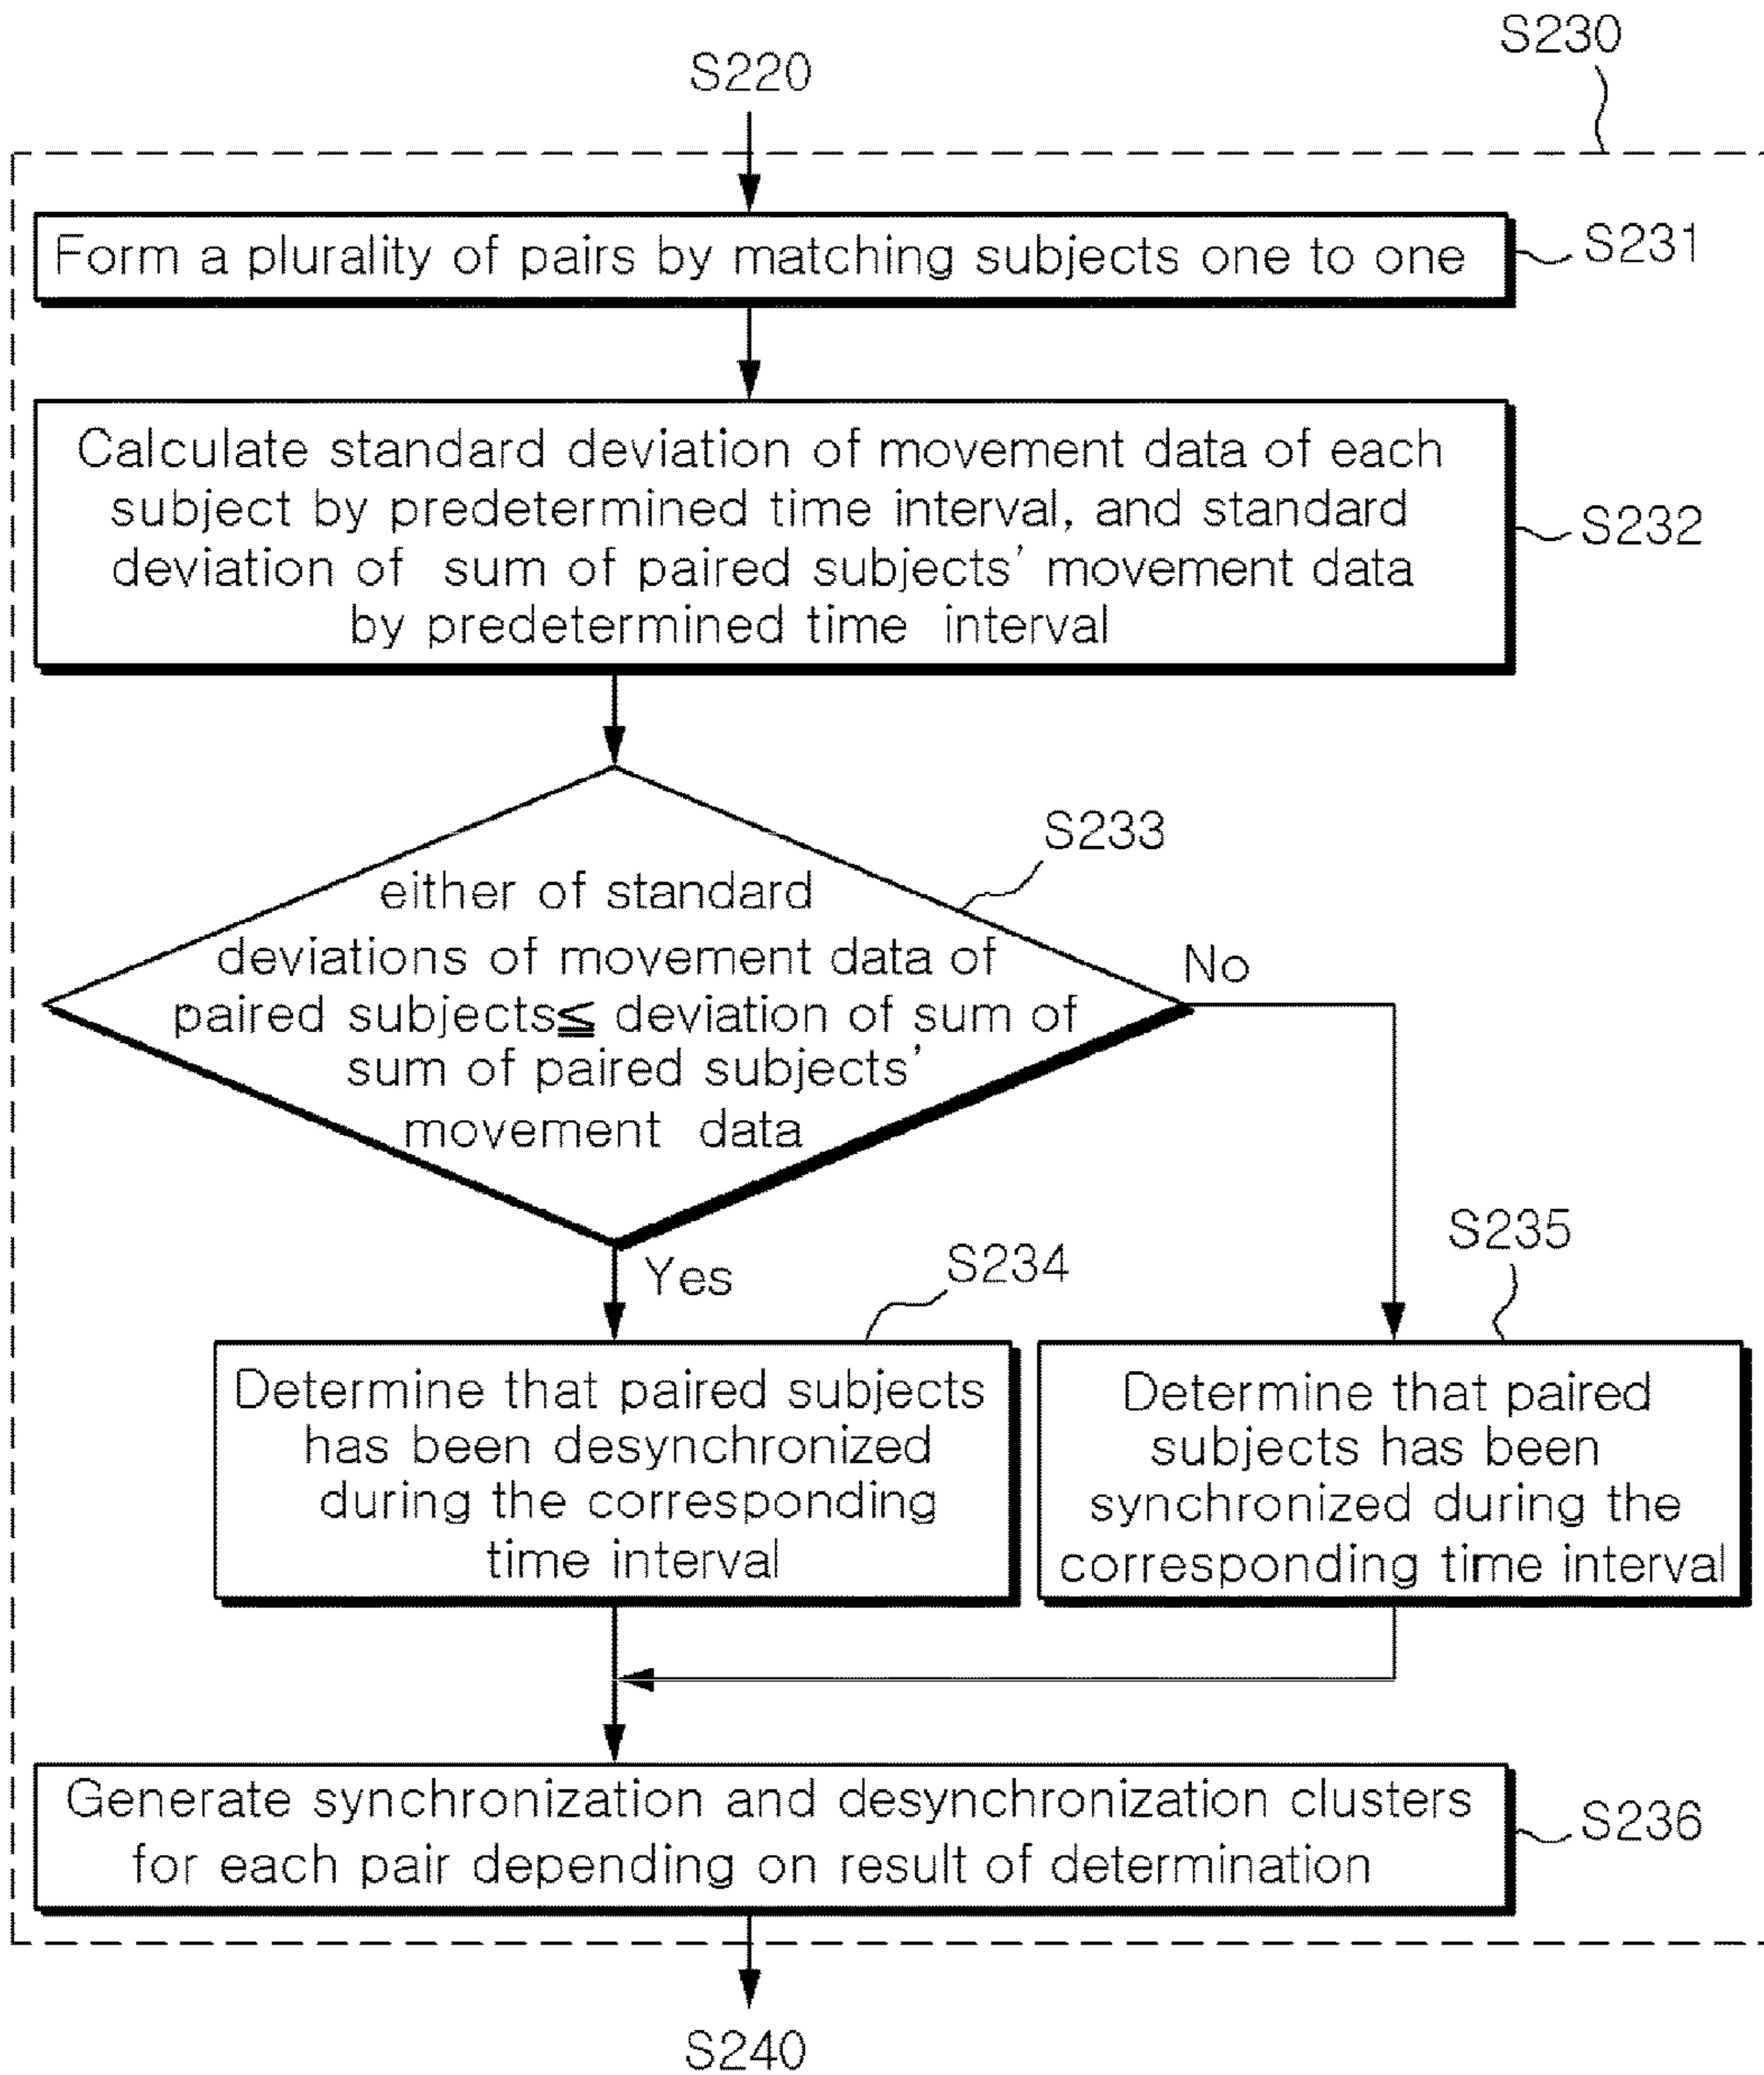 S230
S220
Form a plurality of pairs by matching subjects one to one
S231
Calculate standard deviation of movement data of each
subject by predetermined time interval, and standard
deviation of sum of paired subjects' movement data
by predetermined time interval
S232
S233
either of standard
deviations of movement data of
paired subjects≦ deviation of sum of
sum of paired subjects'
movement data
No
Yes
S234
S235
Determine that paired subjects
has been desynchronized
during the corresponding
time interval
Determine that paired
subjects has been
synchronized during the
corresponding time interval
Generate synchronization and desynchronization clusters
for each pair depending on result of determination
S236
S240